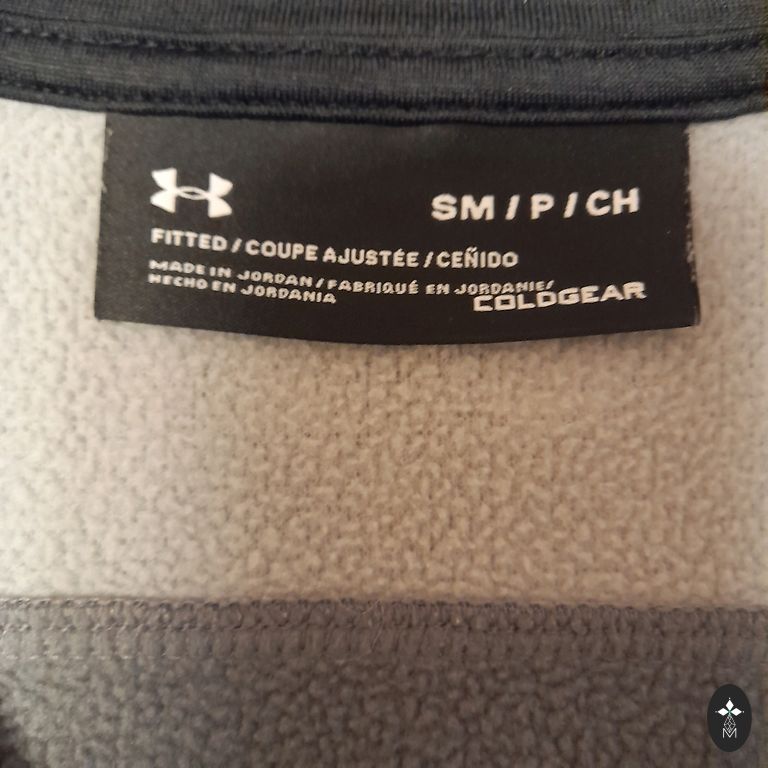 SM / P / CH
FITTED / COUPE AJUSTÉE / CEÑIDO
MADE IN JORDAN / FABRIQUÉ EN JORDANIE/
HECHO EN JORDANIA
COLDGEAR
M